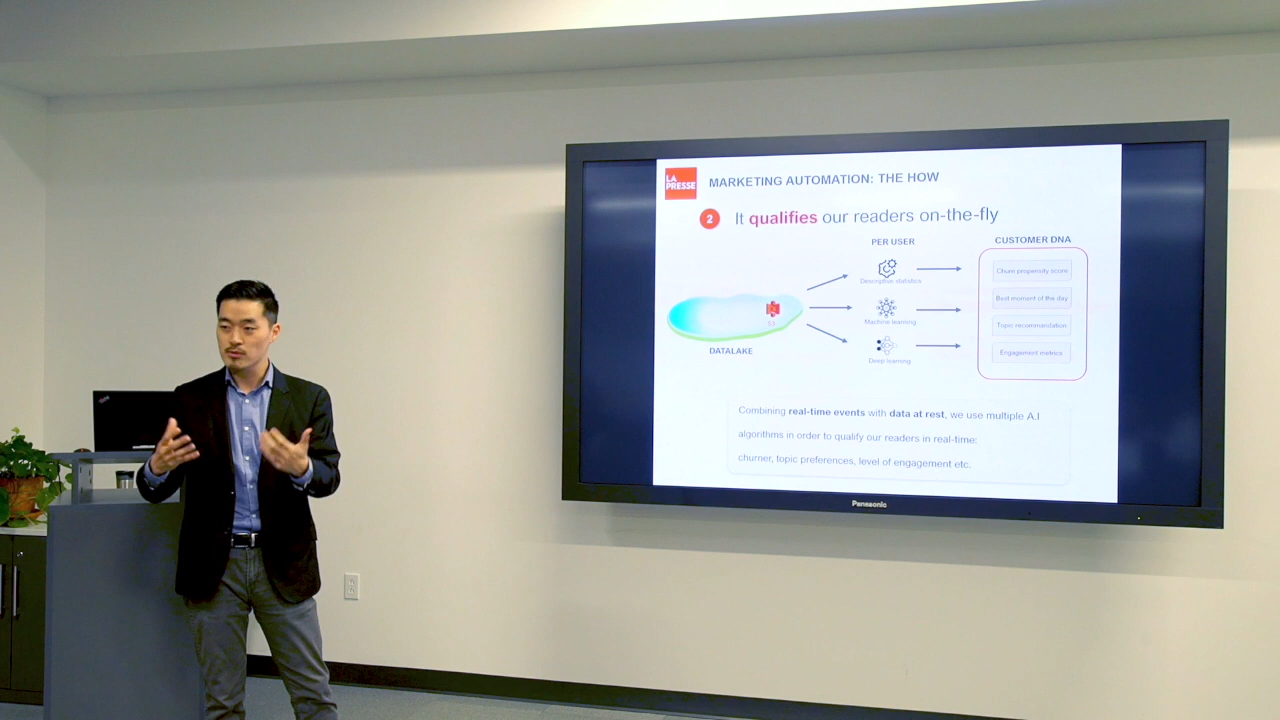 LA
PRESSE
MARKETING AUTOMATION: THE HOW
2
It qualifies our readers on-the-fly
PER USER
CUSTOMER DNA
Descriptive statistics
Churn propensity score
Best moment of the day
S3
Machine learning
Topic recommandation
DATALAKE
Deep learning
Engagement metrics
Combining real-time events with data at rest, we use multiple A.I
algorithms in order to qualify our readers in real-time:
churner, topic preferences, level of engagement etc.
Panasonic